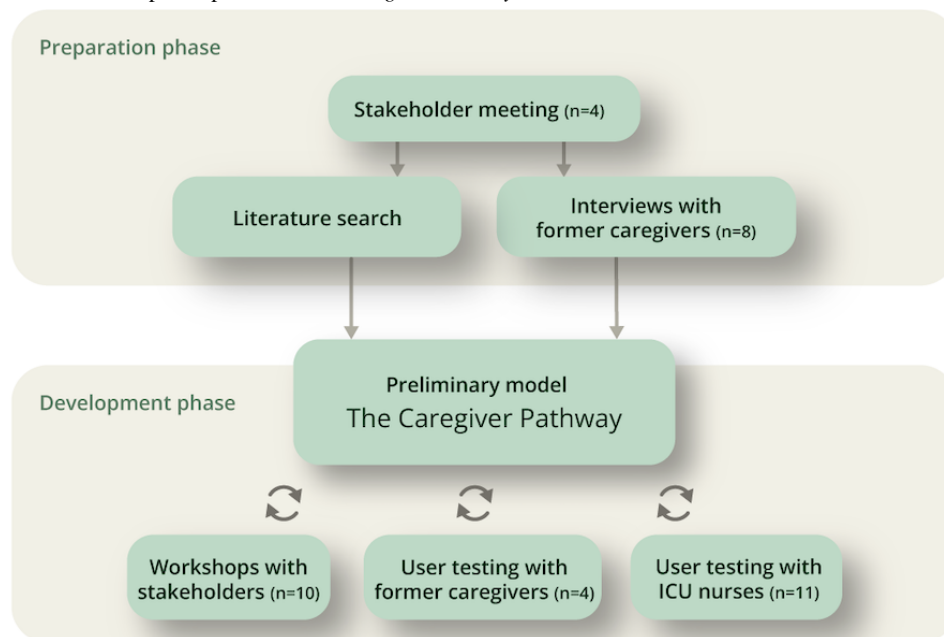 Preparation phase
Stakeholder meeting (n=4)
Literature search
Interviews with
former caregivers (n=8)
Preliminary model
The Caregiver Pathway
Development phase
Workshops with
stakeholders (n=10)
User testing with
former caregivers (n=4)
User testing with
ICU nurses (n=11)